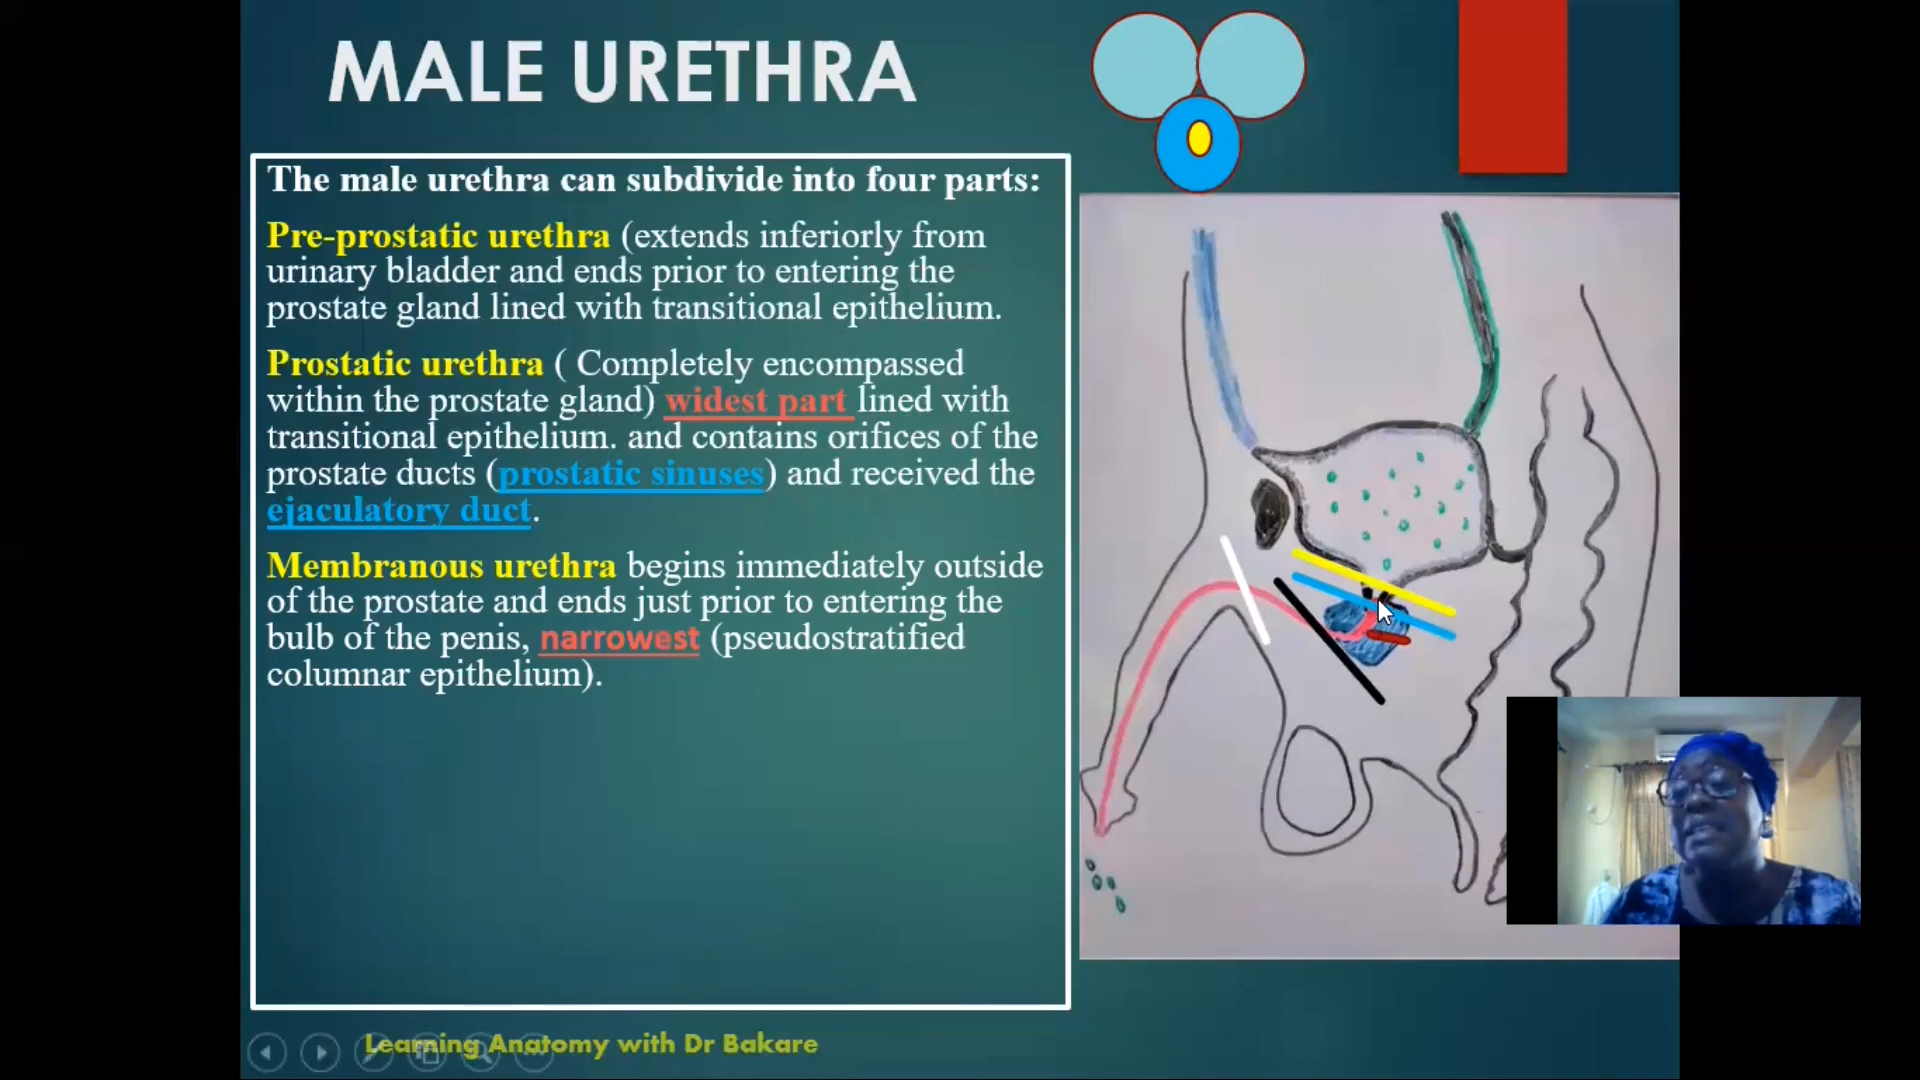 MALE URETHRA
The male urethra can subdivide into four parts:
Pre-prostatic urethra (extends inferiorly from
urinary bladder and ends prior to entering the
prostate gland lined with transitional epithelium.
Prostatic urethra ( Completely encompassed
within the prostate gland) widest part lined with
transitional epithelium. and contains orifices of the
prostate ducts (prostatic sinuses) and received the
ejaculatory duct.
Membranous urethra begins immediately outside
of the prostate and ends just prior to entering the
bulb of the penis, narrowest (pseudostratified
columnar epithelium).
Learning Anatomy with Dr Bakare